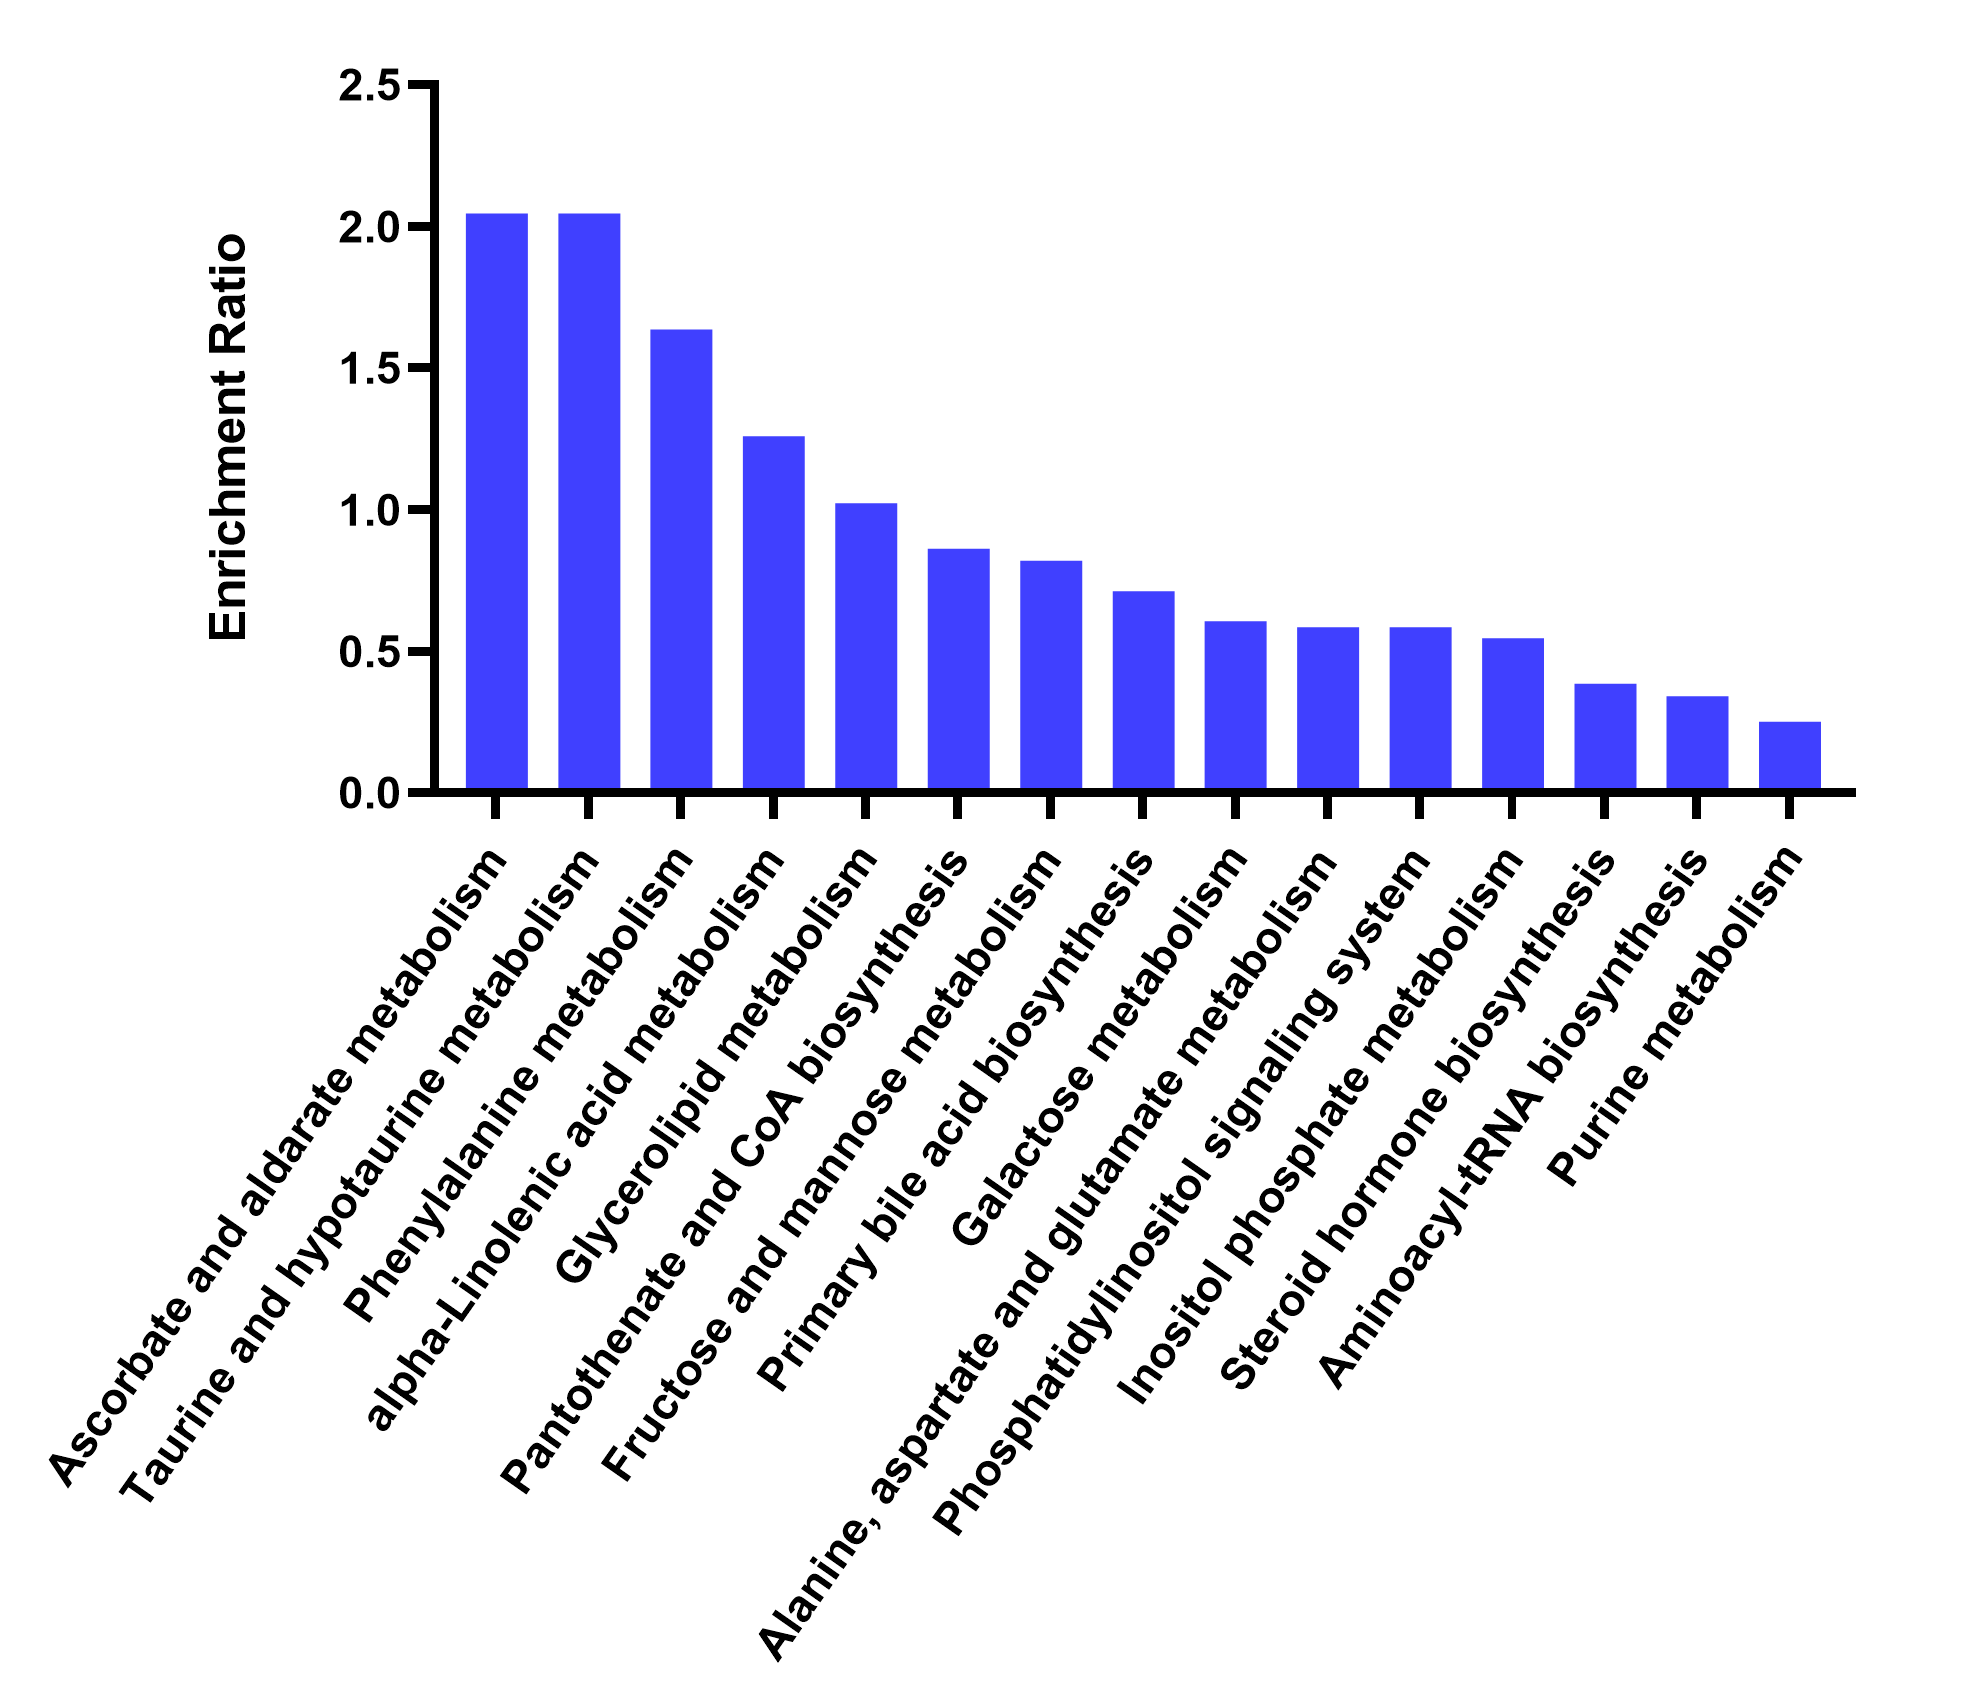 Enrichment Ratio
2.5
2.0
1.5
1.0
0.5
0.0
Ascorbate and aldarate metabolism
Taurine and hypotaurine metabolism
Phenylalanine metabolism
alpha-Linolenic acid metabolism
Glycerolipid metabolism
Pantothenate and CoA biosynthesis
Fructose and mannose metabolism
Primary bile acid biosynthesis
Galactose metabolism
Alanine, aspartate and glutamate metabolism
Phosphatidylinositol signaling system
Inositol phosphate metabolism
Steroid hormone biosynthesis
Aminoacyl-tRNA biosynthesis
Purine metabolism